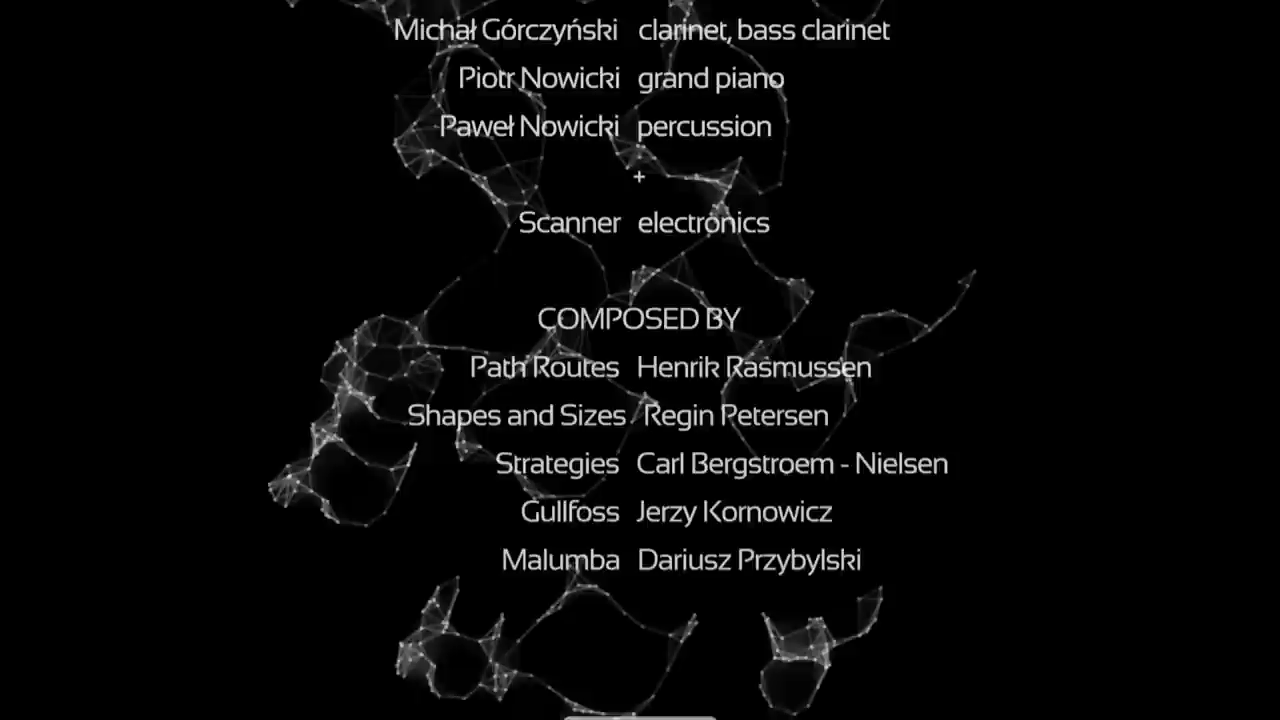 Michał Górczyński clarinet, bass clarinet
Piotr Nowicki grand piano
Paweł Nowicki percussion
+
Scanner electronics
COMPOSED BY
Path Routes Henrik Rasmussen
Shapes and Sizes Regin Petersen
Strategies Carl Bergstroem - Nielsen
Gullfoss Jerzy Kornowicz
Malumba Dariusz Przybylski